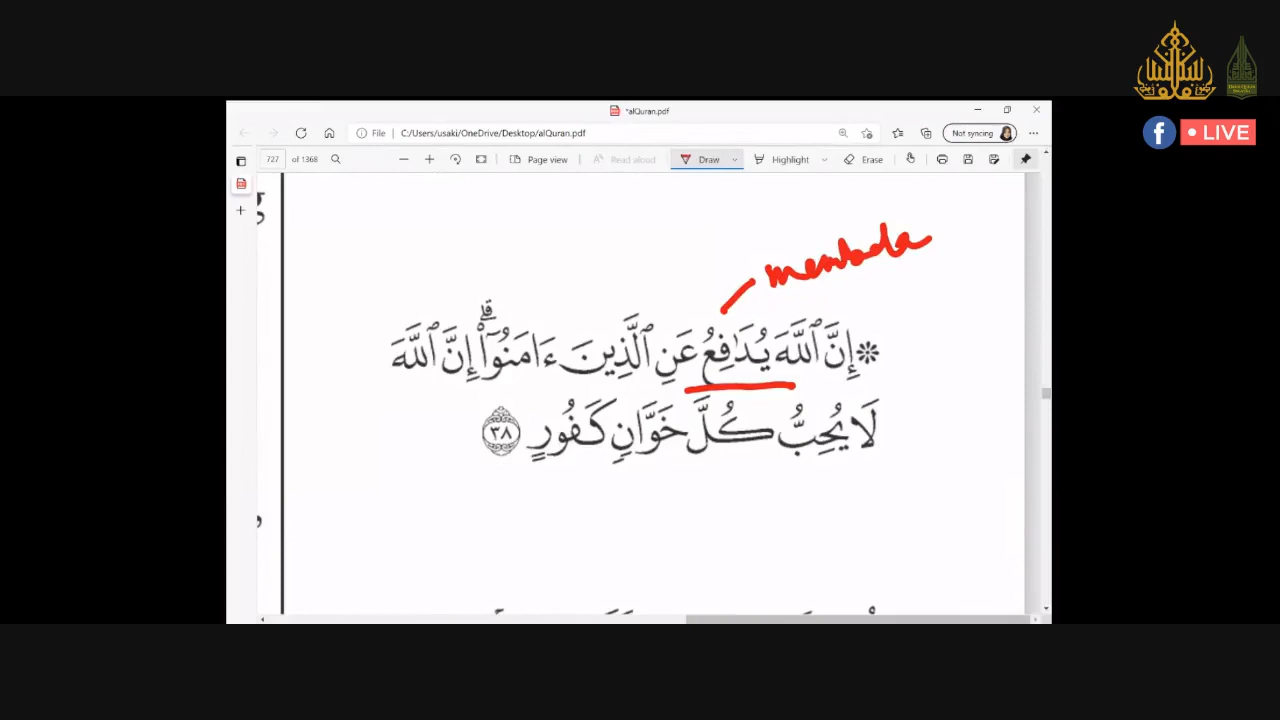 LIVE
*alQuran.pdf
File C:/Users/usaki/OneDrive/Desktop/alQuran.pdf Not syncing
727 of 1368 Page view Read aloud Draw Highlight Erase
۞ إِنَّ ٱللَّهَ يُدَٰفِعُ عَنِ ٱلَّذِينَ ءَامَنُوٓا۟ ۗ إِنَّ ٱللَّهَ
لَا يُحِبُّ كُلَّ خَوَّانٍ كَفُورٍ ٣٨